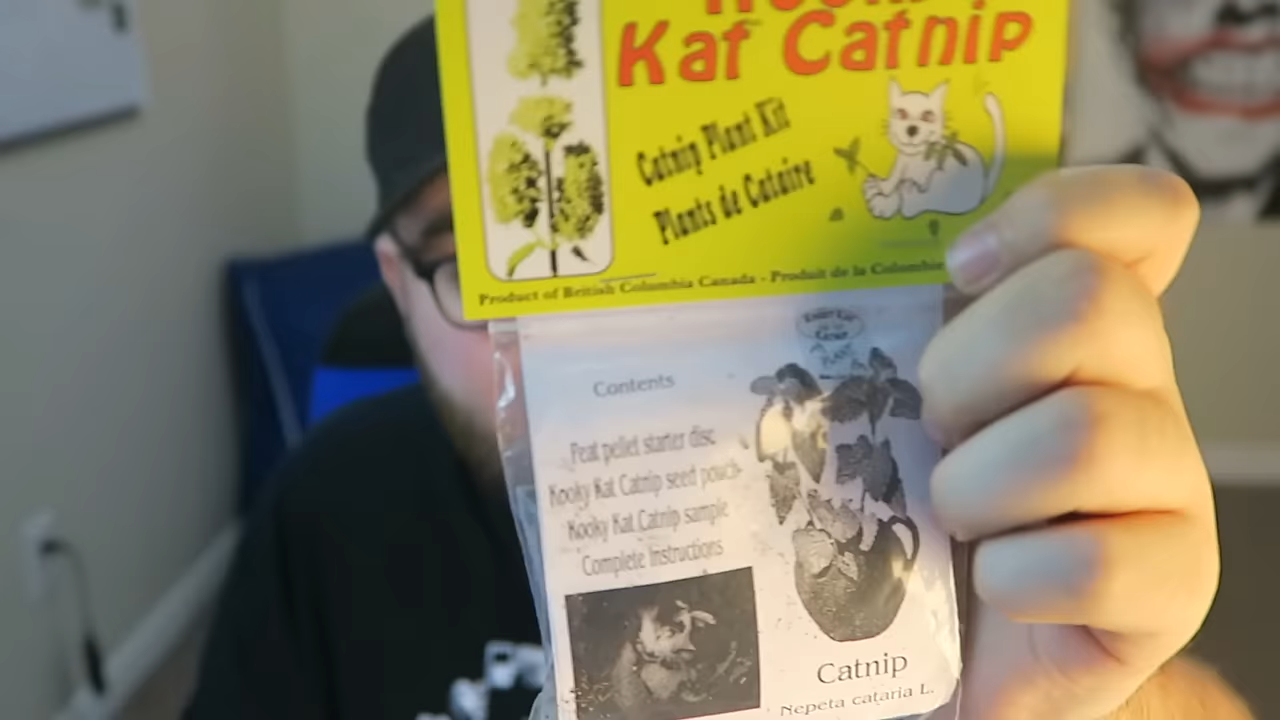 Kat Catnip
Catnip Plant Kit
Plants de Cataire
Product of British Columbia Canada - Produit de la Colombie
Contents
Peat pellet starter disc
Kooky Kat Catnip seed pouch
Kooky Kat Catnip sample
Complete Instructions
Catnip
Nepeta cataria L.